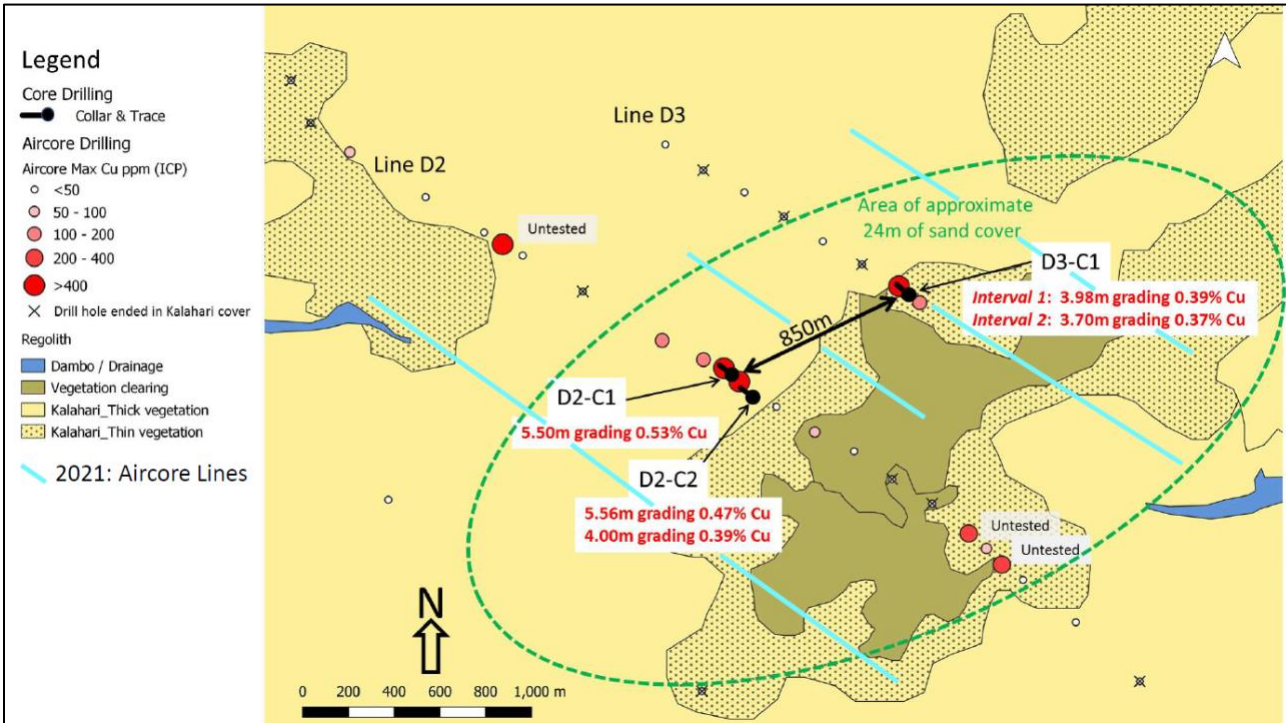 Legend
Core Drilling
Collar & Trace
Aircore Drilling
Aircore Max Cu ppm (ICP)
<50
50 - 100
100 - 200
200 - 400
>400
Drill hole ended in Kalahari cover
Regolith
Dambo / Drainage
Vegetation clearing
Kalahari_Thick vegetation
Kalahari_Thin vegetation
2021: Aircore Lines
Line D3
Line D2
Untested
Area of approximate
24m of sand cover
D3-C1
Interval 1: 3.98m grading 0.39% Cu
Interval 2: 3.70m grading 0.37% Cu
850m
D2-C1
5.50m grading 0.53% Cu
D2-C2
5.56m grading 0.47% Cu
4.00m grading 0.39% Cu
Untested
Untested
N
0 200 400 600 800 1,000 m